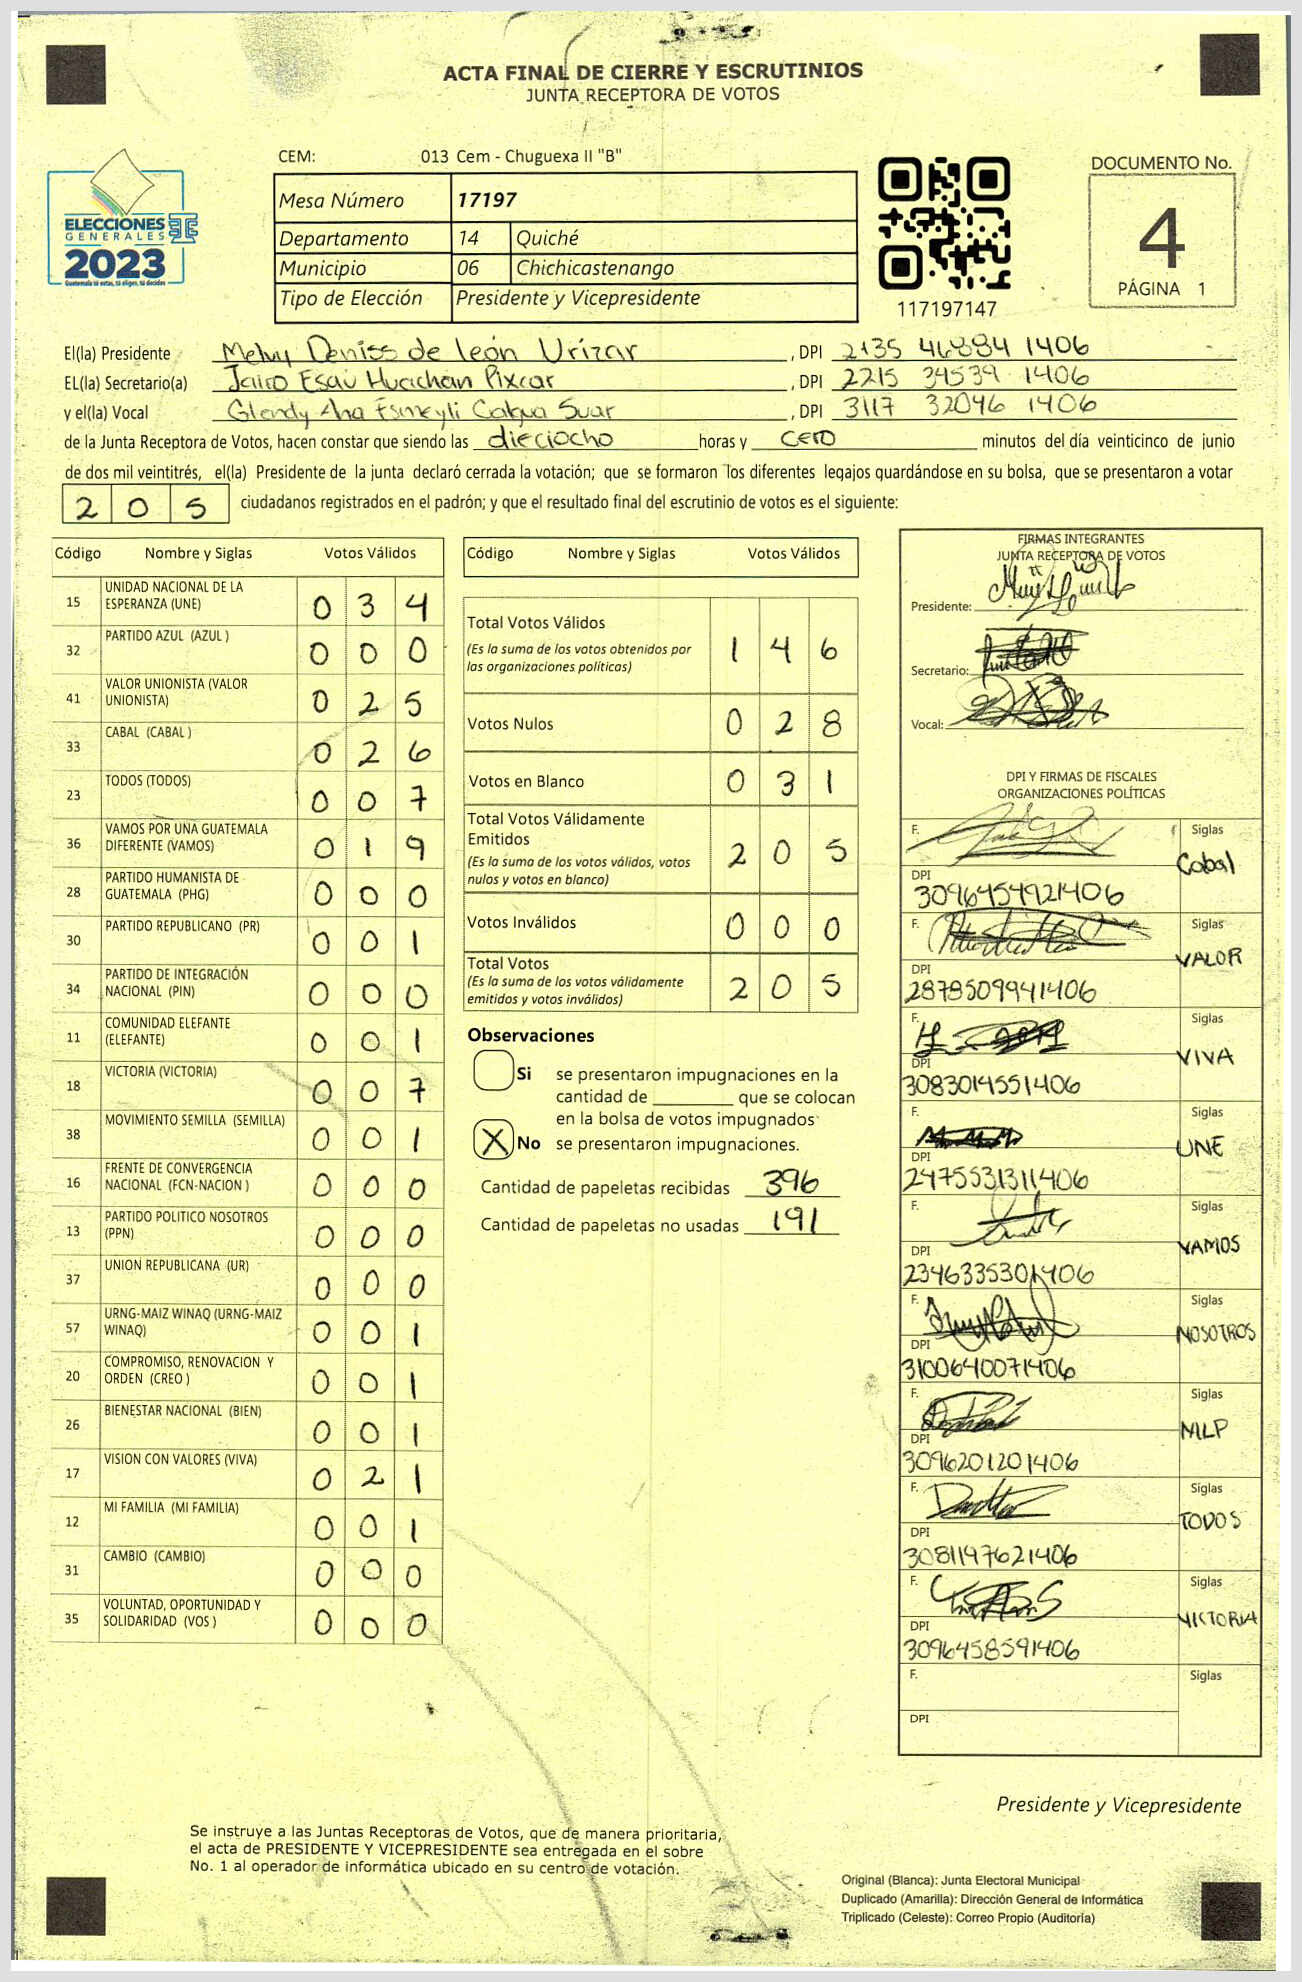 ACTA FINAL DE CIERRE Y ESCRUTINIOS
JUNTA RECEPTORA DE VOTOS
ELECCIONES
GENERALES
2023
Guatemala tú estas, tú eliges, tú decides
CEM: 013 Cem - Chuguexa II "B"
Mesa Número 17197
Departamento 14 Quiché
Municipio 06 Chichicastenango
Tipo de Elección Presidente y Vicepresidente
117197147
DOCUMENTO No.
4
PÁGINA 1
El(la) Presidente Melvy Deniss de león Urízar , DPI 2135 46884 1406
EL(la) Secretario(a) Jairo Esaú Huachan Pixcar , DPI 2215 34539 1406
y el(la) Vocal Glendy Ana Esmeyli Calgua Suar , DPI 3117 32046 1406
de la Junta Receptora de Votos, hacen constar que siendo las dieciocho horas y cero minutos del día veinticinco de junio
de dos mil veintitrés, el(la) Presidente de la junta declaró cerrada la votación; que se formaron los diferentes legajos guardándose en su bolsa, que se presentaron a votar
2 0 5 ciudadanos registrados en el padrón; y que el resultado final del escrutinio de votos es el siguiente:
Código Nombre y Siglas Votos Válidos
15 UNIDAD NACIONAL DE LA ESPERANZA (UNE) 0 3 4
32 PARTIDO AZUL (AZUL ) 0 0 0
41 VALOR UNIONISTA (VALOR UNIONISTA) 0 2 5
33 CABAL (CABAL ) 0 2 6
23 TODOS (TODOS) 0 0 7
36 VAMOS POR UNA GUATEMALA DIFERENTE (VAMOS) 0 1 9
28 PARTIDO HUMANISTA DE GUATEMALA (PHG) 0 0 0
30 PARTIDO REPUBLICANO (PR) 0 0 1
34 PARTIDO DE INTEGRACIÓN NACIONAL (PIN) 0 0 0
11 COMUNIDAD ELEFANTE (ELEFANTE) 0 0 1
18 VICTORIA (VICTORIA) 0 0 7
38 MOVIMIENTO SEMILLA (SEMILLA) 0 0 1
16 FRENTE DE CONVERGENCIA NACIONAL (FCN-NACION ) 0 0 0
13 PARTIDO POLITICO NOSOTROS (PPN) 0 0 0
37 UNION REPUBLICANA (UR) 0 0 0
57 URNG-MAIZ WINAQ (URNG-MAIZ WINAQ) 0 0 1
20 COMPROMISO, RENOVACION Y ORDEN (CREO ) 0 0 1
26 BIENESTAR NACIONAL (BIEN) 0 0 1
17 VISION CON VALORES (VIVA) 0 2 1
12 MI FAMILIA (MI FAMILIA) 0 0 1
31 CAMBIO (CAMBIO) 0 0 0
35 VOLUNTAD, OPORTUNIDAD Y SOLIDARIDAD (VOS ) 0 0 0
Código Nombre y Siglas Votos Válidos
Total Votos Válidos 1 4 6
(Es la suma de los votos obtenidos por
las organizaciones políticas)
Votos Nulos 0 2 8
Votos en Blanco 0 3 1
Total Votos Válidamente
Emitidos 2 0 5
(Es la suma de los votos válidos, votos
nulos y votos en blanco)
Votos Inválidos 0 0 0
Total Votos 2 0 5
(Es la suma de los votos válidamente
emitidos y votos inválidos)
Observaciones
Si se presentaron impugnaciones en la
cantidad de ________ que se colocan
en la bolsa de votos impugnados
X No se presentaron impugnaciones.
Cantidad de papeletas recibidas 396
Cantidad de papeletas no usadas 191
FIRMAS INTEGRANTES
JUNTA RECEPTORA DE VOTOS
Presidente:
Secretario:
Vocal:
DPI Y FIRMAS DE FISCALES
ORGANIZACIONES POLÍTICAS
F. Siglas Cabal
DPI 3096454921406
F. Siglas VALOR
DPI 2878509941406
F. Siglas VIVA
DPI 3083014551406
F. Siglas UNE
DPI 2475531311406
F. Siglas VAMOS
DPI 2346335301406
F. Siglas NOSOTROS
DPI 3100640071406
F. Siglas MLP
DPI 3096201201406
F. Siglas TODOS
DPI 3081197621406
F. Siglas VICTORIA
DPI 3096458591406
F. Siglas
DPI
Presidente y Vicepresidente
Se instruye a las Juntas Receptoras de Votos, que de manera prioritaria,
el acta de PRESIDENTE Y VICEPRESIDENTE sea entregada en el sobre
No. 1 al operador de informática ubicado en su centro de votación.
Original (Blanca): Junta Electoral Municipal
Duplicado (Amarilla): Dirección General de Informática
Triplicado (Celeste): Correo Propio (Auditoría)